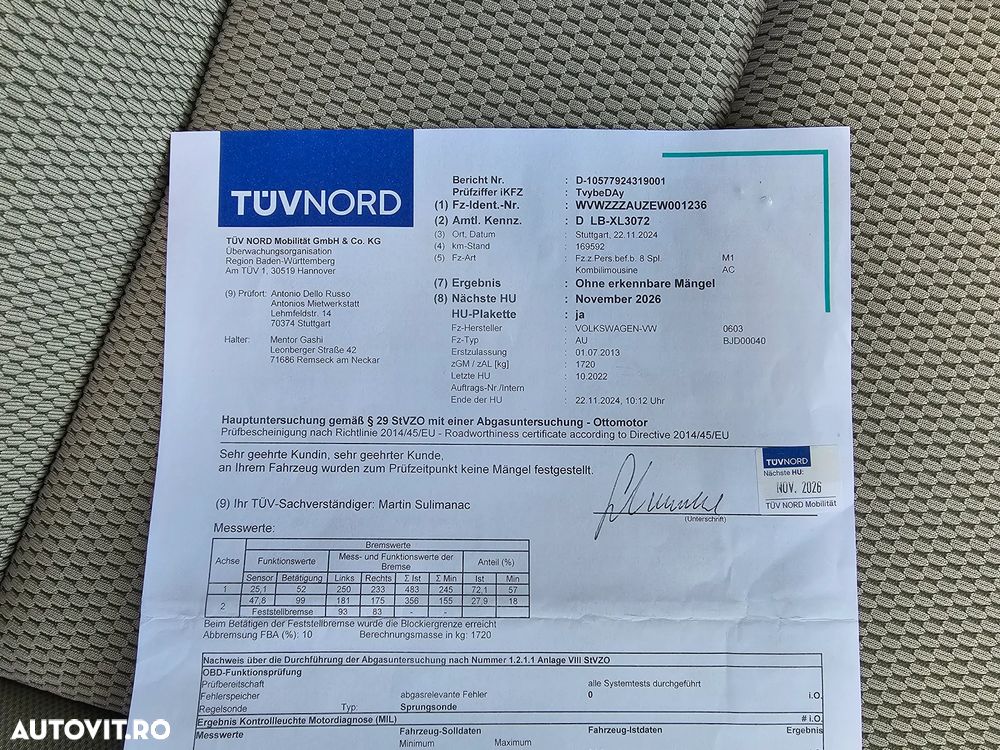 TÜVNORD
TÜV NORD Mobilität GmbH & Co. KG
Überwachungsorganisation
Region Baden-Württemberg
Am TÜV 1, 30519 Hannover
(9) Prüfort: Antonio Dello Russo
Antonios Mietwerkstatt
Lehmfeldstr. 14
70374 Stuttgart
Halter: Mentor Gashi
Leonberger Straße 42
71686 Remseck am Neckar
Bericht Nr. : D-10577924319001
Prüfziffer iKFZ : TvybeDAy
(1) Fz-Ident.-Nr. : WVWZZZAUZEW001236
(2) Amtl. Kennz. : D LB-XL3072
(3) Ort, Datum : Stuttgart, 22.11.2024
(4) km-Stand : 169592
(5) Fz-Art : Fz.z.Pers.bef.b. 8 Spl. M1
Kombilimousine AC
(7) Ergebnis : Ohne erkennbare Mängel
(8) Nächste HU : November 2026
HU-Plakette : ja
Fz-Hersteller : VOLKSWAGEN-VW 0603
Fz-Typ : AU BJD00040
Erstzulassung : 01.07.2013
zGM / zAL [kg] : 1720
Letzte HU : 10.2022
Auftrags-Nr./Intern :
Ende der HU : 22.11.2024, 10:12 Uhr
Hauptuntersuchung gemäß § 29 StVZO mit einer Abgasuntersuchung - Ottomotor
Prüfbescheinigung nach Richtlinie 2014/45/EU - Roadworthiness certificate according to Directive 2014/45/EU
Sehr geehrte Kundin, sehr geehrter Kunde,
an Ihrem Fahrzeug wurden zum Prüfzeitpunkt keine Mängel festgestellt.
TÜVNORD
Nächste HU:
NOV. 2026
TÜV NORD Mobilität
(9) Ihr TÜV-Sachverständiger: Martin Sulimanac
(Unterschrift)
Messwerte:
Bremswerte
Achse Funktionswerte Mess- und Funktionswerte der Bremse Anteil (%)
Sensor Betätigung Links Rechts Σ Ist Σ Min Ist Min
1 25,1 52 250 233 483 245 72,1 57
2 47,8 99 181 175 356 155 27,9 18
Feststellbremse 93 83 - - - -
Beim Betätigen der Feststellbremse wurde die Blockiergrenze erreicht
Abbremsung FBA (%): 10 Berechnungsmasse in kg: 1720
Nachweis über die Durchführung der Abgasuntersuchung nach Nummer 1.2.1.1 Anlage VIII StVZO
OBD-Funktionsprüfung
Prüfbereitschaft alle Systemtests durchgeführt
Fehlerspeicher abgasrelevante Fehler 0 i.O.
Regelsonde Typ: Sprungsonde
Ergebnis Kontrollleuchte Motordiagnose (MIL) # i.O.
Messwerte Fahrzeug-Solldaten Fahrzeug-Istdaten Ergebnis
Minimum Maximum
AUTOVIT.RO